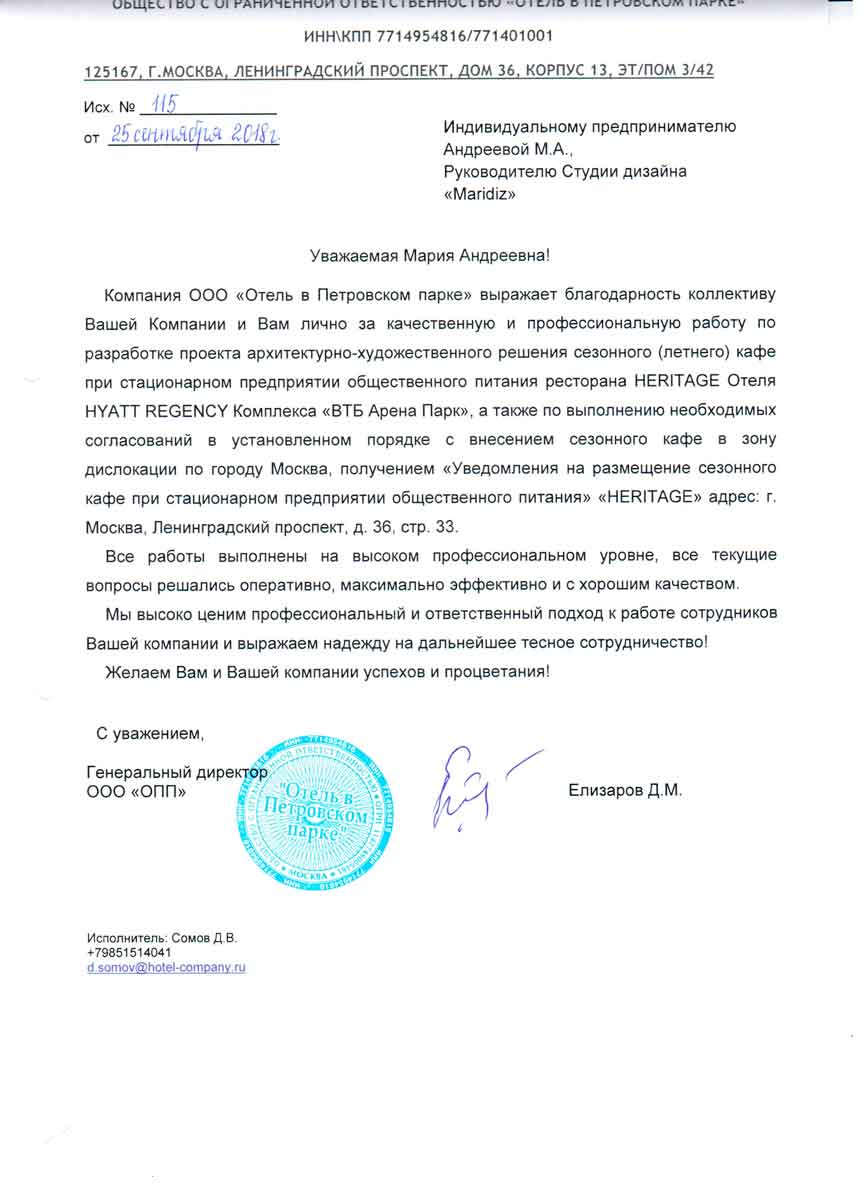 ОБЩЕСТВО С ОГРАНИЧЕННОЙ ОТВЕТСТВЕННОСТЬЮ «ОТЕЛЬ В ПЕТРОВСКОМ ПАРКЕ»
ИНН\КПП 7714954816/771401001
125167, Г.МОСКВА, ЛЕНИНГРАДСКИЙ ПРОСПЕКТ, ДОМ 36, КОРПУС 13, ЭТ/ПОМ 3/42
Исх. № 115
от 25 сентября 2018г.
Индивидуальному предпринимателю
Андреевой М.А.,
Руководителю Студии дизайна
«Maridiz»
Уважаемая Мария Андреевна!
Компания ООО «Отель в Петровском парке» выражает благодарность коллективу
Вашей Компании и Вам лично за качественную и профессиональную работу по
разработке проекта архитектурно-художественного решения сезонного (летнего) кафе
при стационарном предприятии общественного питания ресторана HERITAGE Отеля
HYATT REGENCY Комплекса «ВТБ Арена Парк», а также по выполнению необходимых
согласований в установленном порядке с внесением сезонного кафе в зону
дислокации по городу Москва, получением «Уведомления на размещение сезонного
кафе при стационарном предприятии общественного питания» «HERITAGE» адрес: г.
Москва, Ленинградский проспект, д. 36, стр. 33.
Все работы выполнены на высоком профессиональном уровне, все текущие
вопросы решались оперативно, максимально эффективно и с хорошим качеством.
Мы высоко ценим профессиональный и ответственный подход к работе сотрудников
Вашей компании и выражаем надежду на дальнейшее тесное сотрудничество!
Желаем Вам и Вашей компании успехов и процветания!
С уважением,
Генеральный директор
ООО «ОПП»
Елизаров Д.М.
"Отель в
Петровском
парке"
МОСКВА
Исполнитель: Сомов Д.В.
+79851514041
d.somov@hotel-company.ru